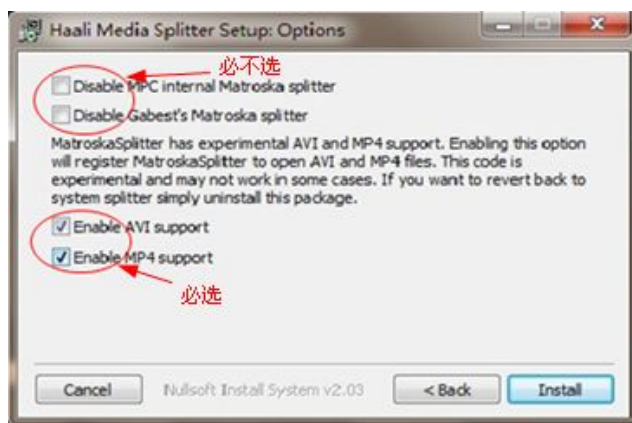 Haali Media Splitter Setup: Options
必不选
Disable MPC internal Matroska splitter
Disable Gabest's Matroska splitter
MatroskaSplitter has experimental AVI and MP4 support. Enabling this option
will register MatroskaSplitter to open AVI and MP4 files. This code is
experimental and may not work in some cases. If you want to revert back to
system splitter simply uninstall this package.
Enable AVI support
Enable MP4 support
必选
Cancel
Nullsoft Install System v2.03
< Back
Install